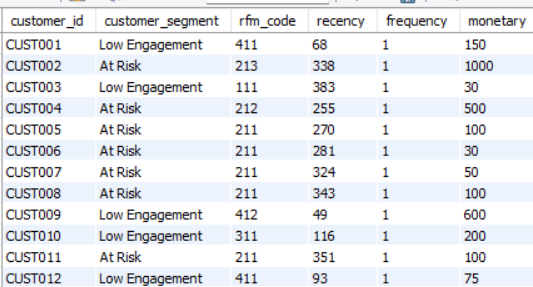 customer_id customer_segment rfm_code recency frequency monetary
CUST001 Low Engagement 411 68 1 150
CUST002 At Risk 213 338 1 1000
CUST003 Low Engagement 111 383 1 30
CUST004 At Risk 212 255 1 500
CUST005 At Risk 211 270 1 100
CUST006 At Risk 211 281 1 30
CUST007 At Risk 211 324 1 50
CUST008 At Risk 211 343 1 100
CUST009 Low Engagement 412 49 1 600
CUST010 Low Engagement 311 116 1 200
CUST011 At Risk 211 351 1 100
CUST012 Low Engagement 411 93 1 75